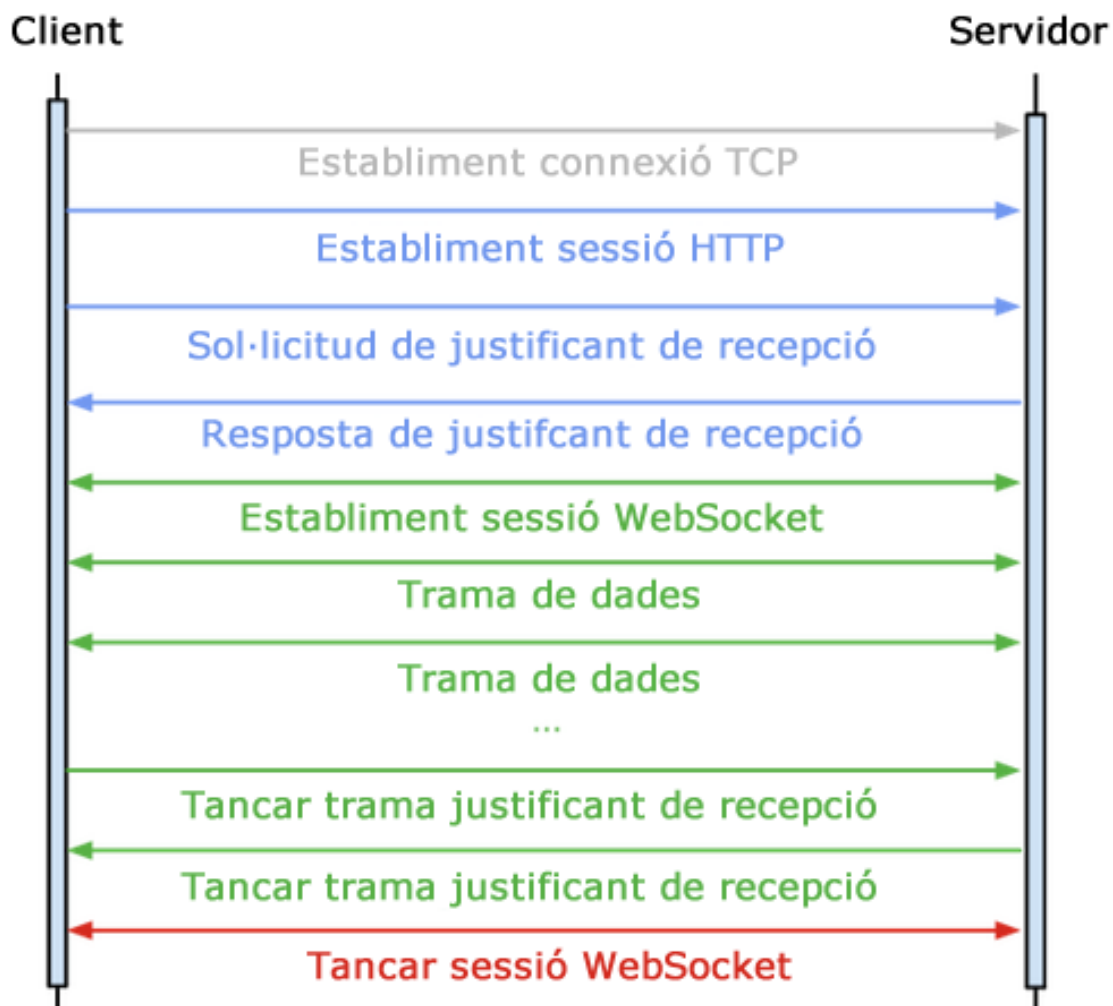 Client
Servidor
Establiment connexió TCP
Establiment sessió HTTP
Sol·licitud de justificant de recepció
Resposta de justifcant de recepció
Establiment sessió WebSocket
Trama de dades
Trama de dades
...
Tancar trama justificant de recepció
Tancar trama justificant de recepció
Tancar sessió WebSocket